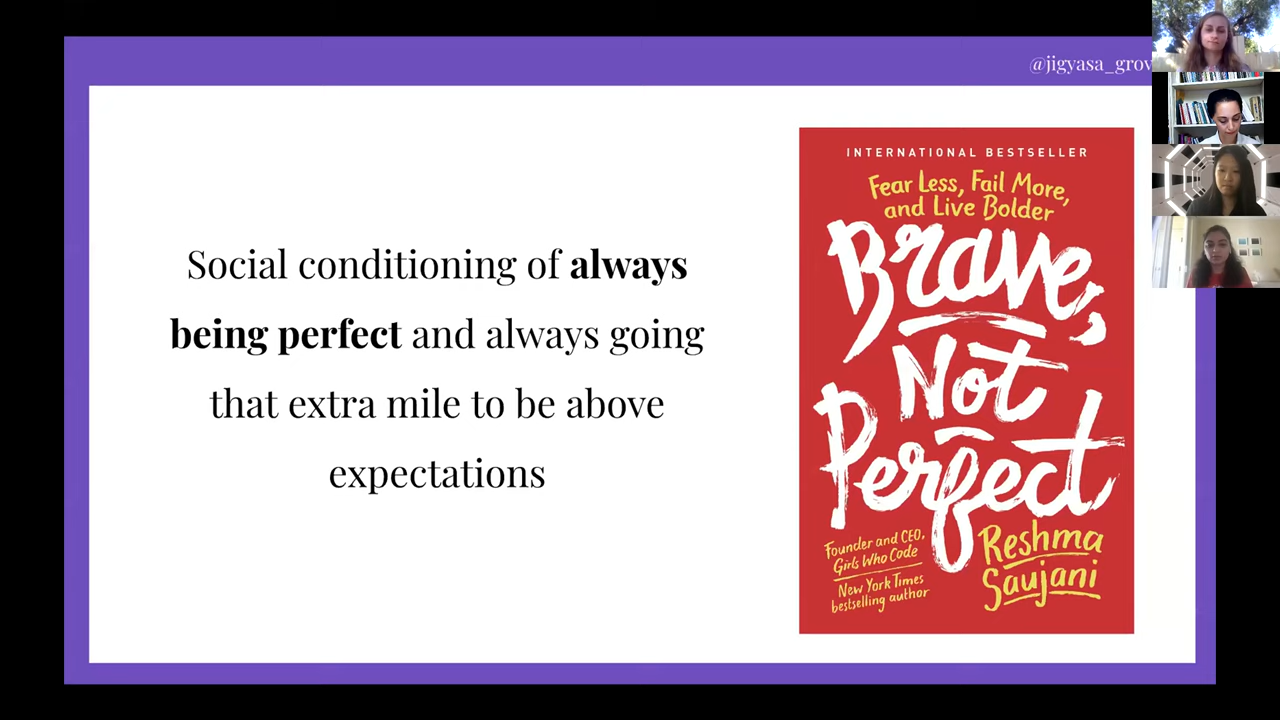 @jigyasa_grov
Social conditioning of always
being perfect and always going
that extra mile to be above
expectations
INTERNATIONAL BESTSELLER
Fear Less, Fail More,
and Live Bolder
Brave,
Not
Perfect
Founder and CEO,
Girls Who Code
New York Times
bestselling author
Reshma
Saujani